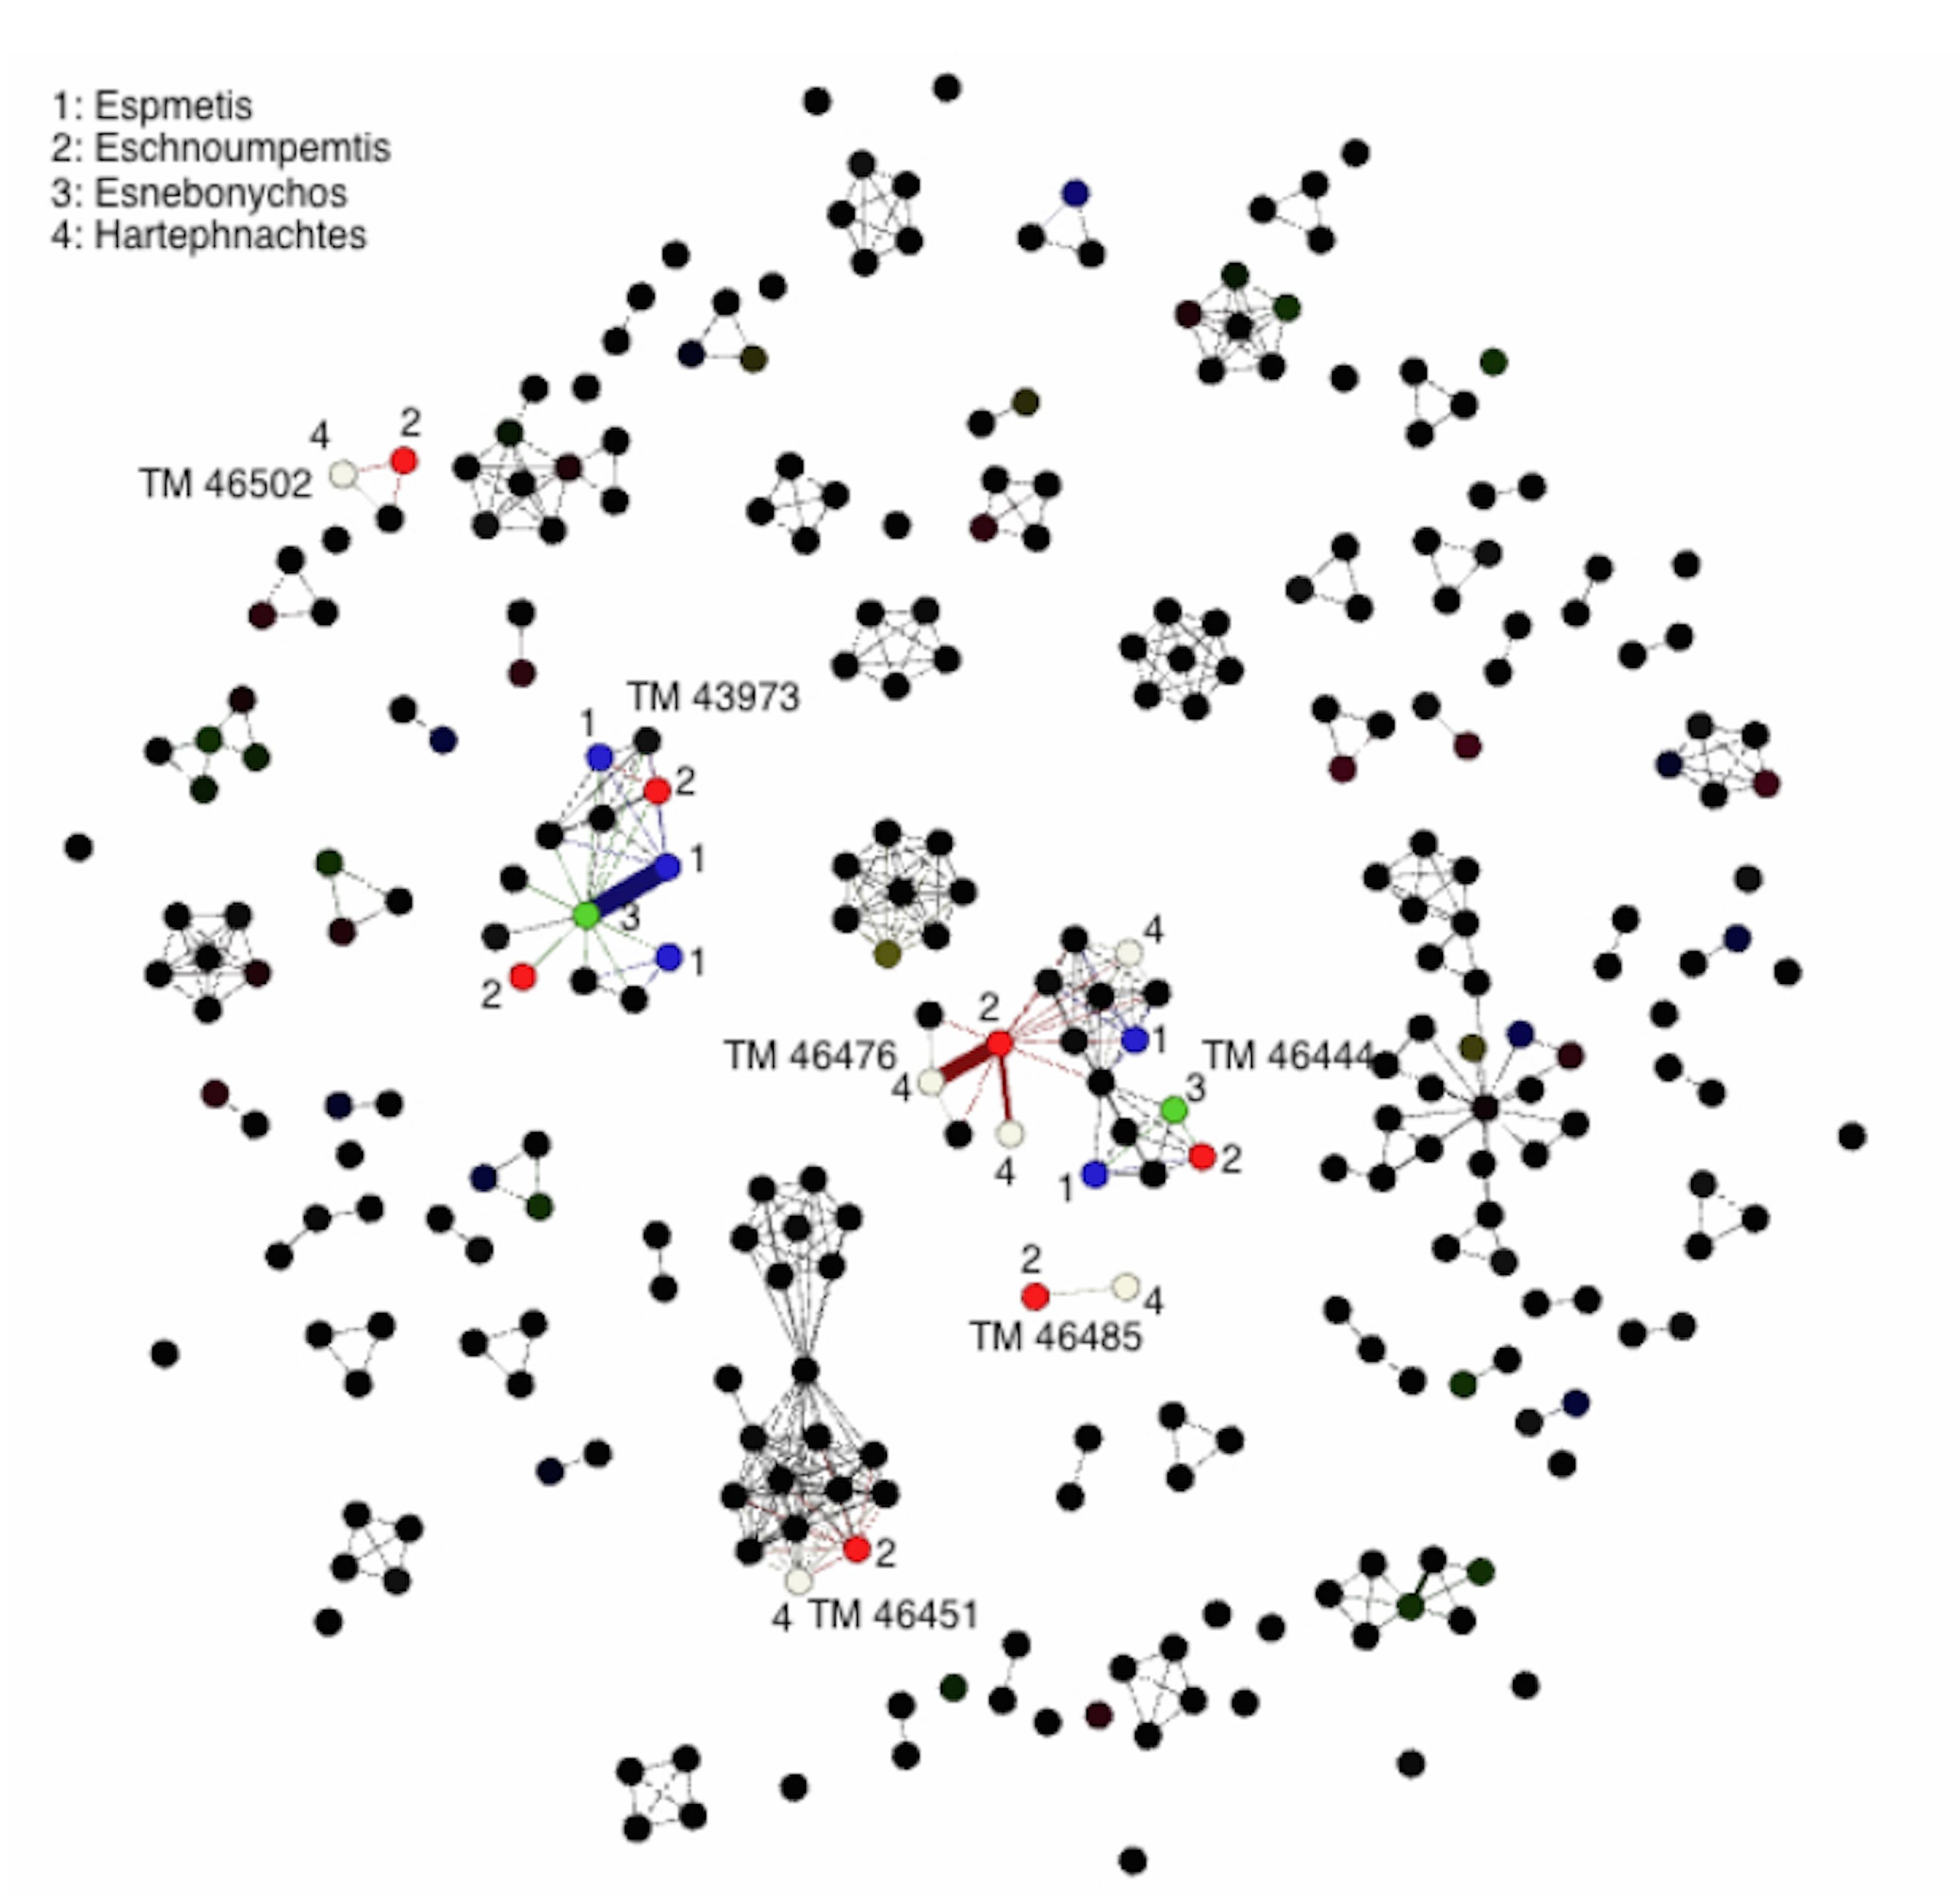 1: Espmetis
2: Eschnoumpemtis
3: Esnebonychos
4: Hartephnachtes
4 2
TM 46502
TM 43973
1
2
1
3
1
2
4
2
TM 46476
1
TM 46444
4
3
4
1
2
2
4
TM 46485
2
4 TM 46451